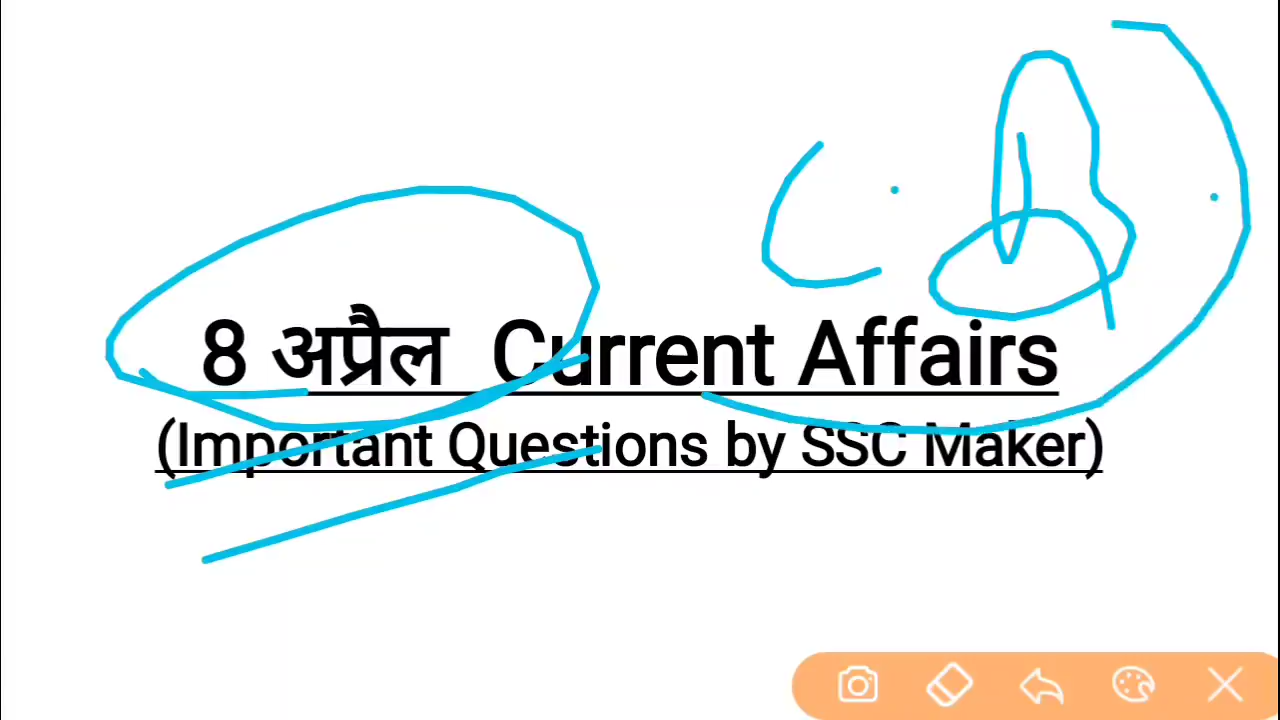 8 अप्रैल Current Affairs
(Important Questions by SSC Maker)